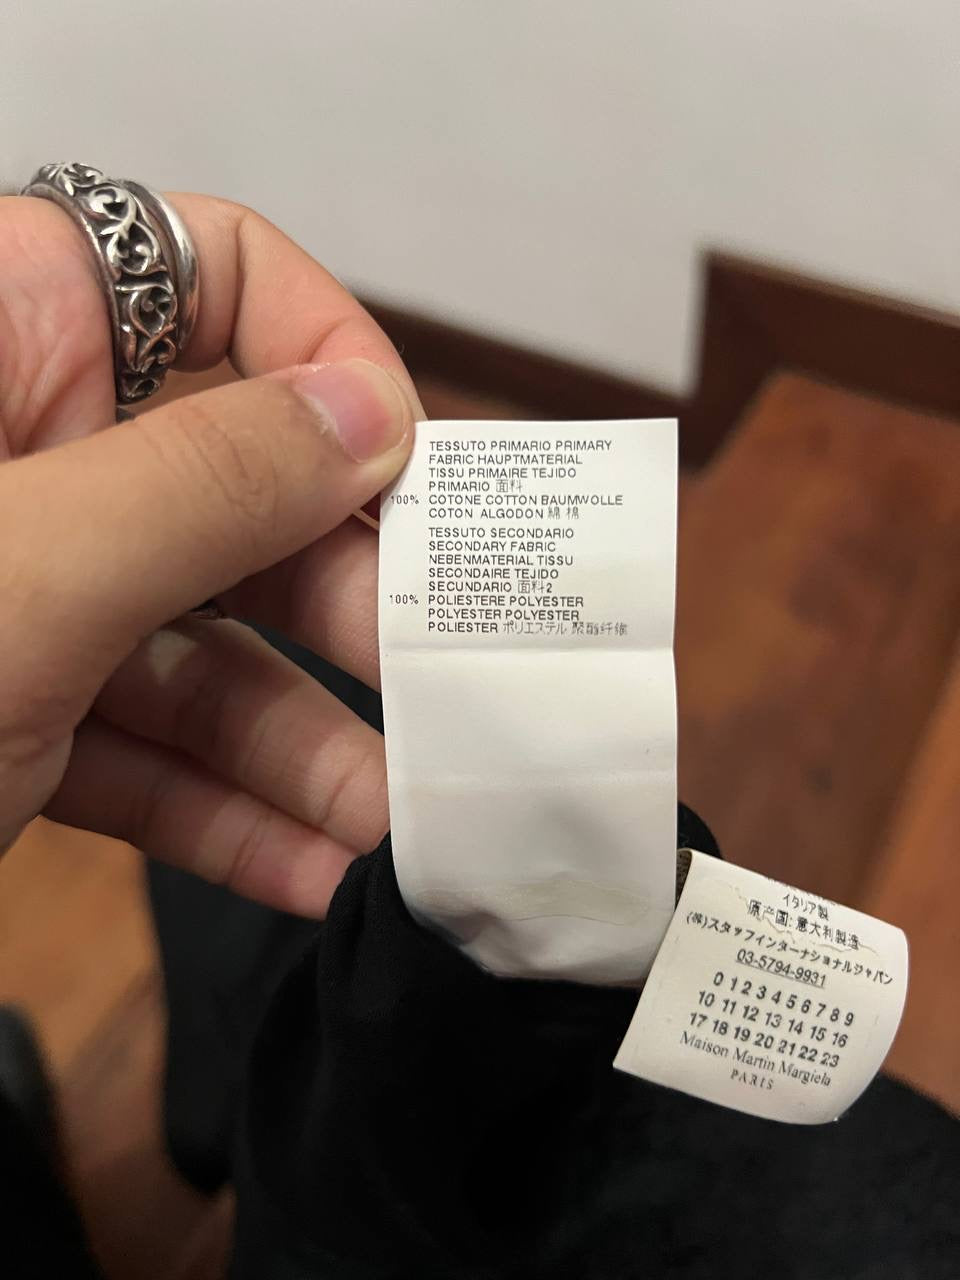 TESSUTO PRIMARIO PRIMARY
FABRIC HAUPTMATERIAL
TISSU PRIMAIRE TEJIDO
PRIMARIO 面料
100% COTONE COTTON BAUMWOLLE
COTON ALGODON 綿 棉
TESSUTO SECONDARIO
SECONDARY FABRIC
NEBENMATERIAL TISSU
SECONDAIRE TEJIDO
SECUNDARIO 面料2
100% POLIESTERE POLYESTER
POLYESTER POLYESTER
POLIESTER ポリエステル 聚酯纤维
イタリア製
原产国: 意大利製造
(株)スタッフインターナショナルジャパン
03-5794-9931
0 1 2 3 4 5 6 7 8 9
10 11 12 13 14 15 16
17 18 19 20 21 22 23
Maison Martin Margiela
PARIS